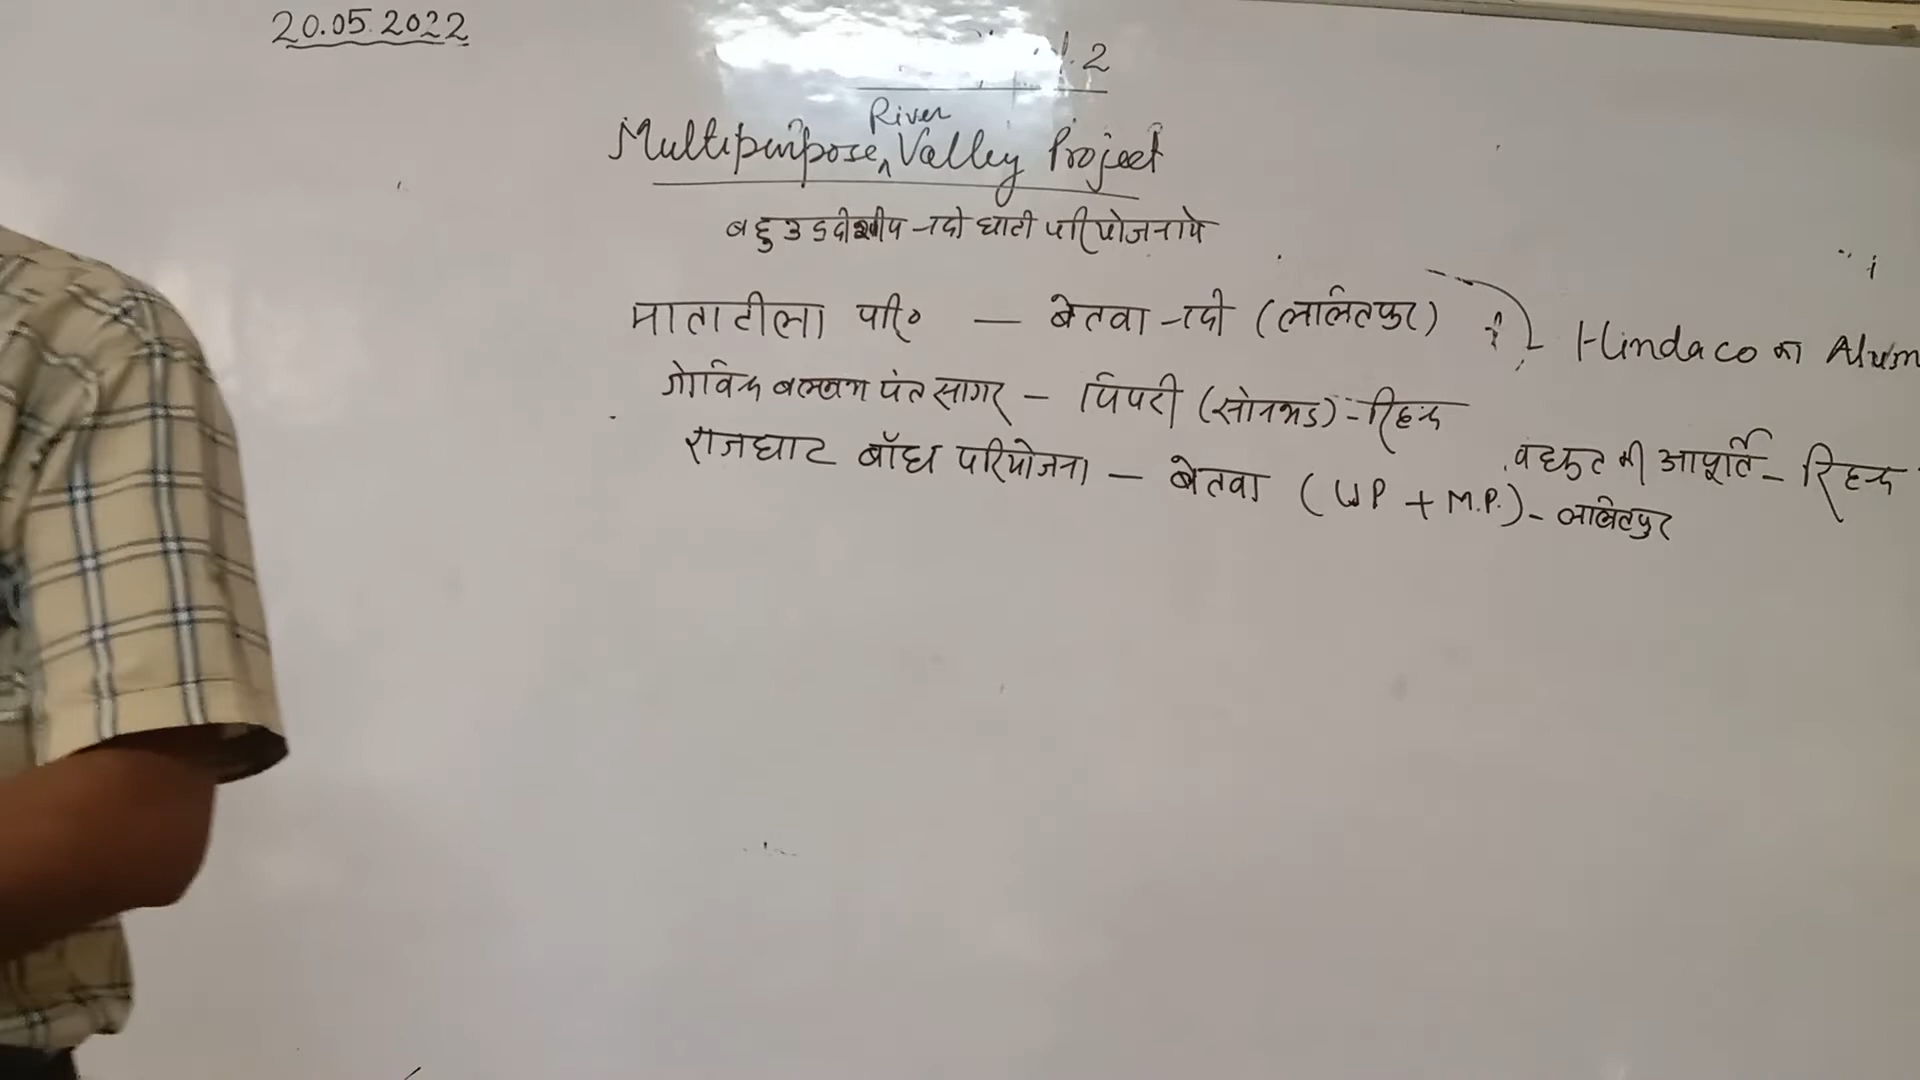 20.05.2022
2
Multipurpose River Valley Project
बहुउद्देशीय नदी घाटी परियोजनाये
माताटीला परि० — बेतवा नदी (ललितपुर)
Hindaco का Alum
गोविन्द बल्लभ पंत सागर – पिपरी (सोनभद्र) – रिहन्द
राजघाट बाँध परियोजना — बेतवा (UP + M.P.) – ललितपुर
की आपूर्ति – रिहन्द